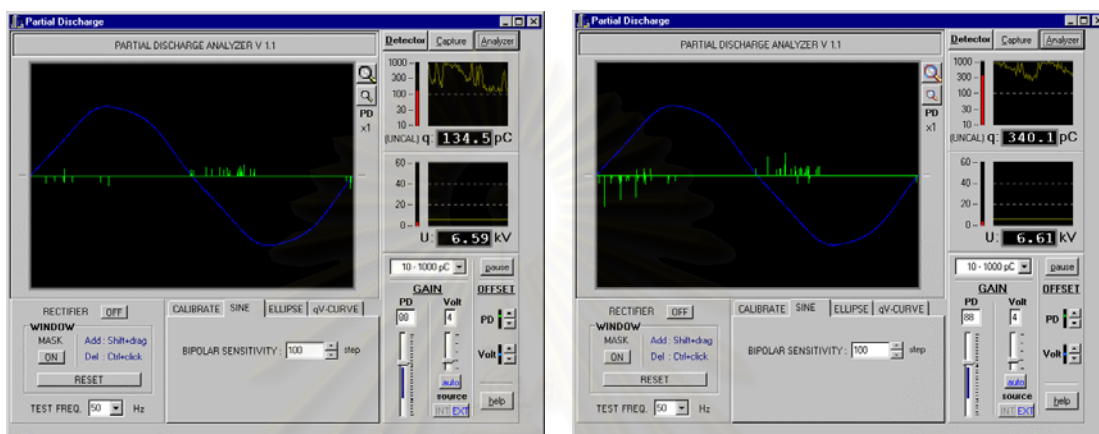 Partial Discharge
PARTIAL DISCHARGE ANALYZER V 1.1
Detector Capture Analyzer
1000
300
100
30
10
PD
x1
(UNCAL) q: 134.5 pC
60
40
20
0
U: 6.59 kV
10 - 1000 pC pause
GAIN OFFSET
PD Volt
88 4
PD
Volt
auto
source
INT EXT
help
RECTIFIER OFF
WINDOW
MASK Add : Shift+drag
ON Del : Ctrl+click
RESET
TEST FREQ. 50 Hz
CALIBRATE SINE ELLIPSE qV-CURVE
BIPOLAR SENSITIVITY : 100 step
Partial Discharge
PARTIAL DISCHARGE ANALYZER V 1.1
Detector Capture Analyzer
1000
300
100
30
10
PD
x1
(UNCAL) q: 340.1 pC
60
40
20
0
U: 6.61 kV
10 - 1000 pC pause
GAIN OFFSET
PD Volt
88 4
PD
Volt
auto
source
INT EXT
help
RECTIFIER OFF
WINDOW
MASK Add : Shift+drag
ON Del : Ctrl+click
RESET
TEST FREQ. 50 Hz
CALIBRATE SINE ELLIPSE qV-CURVE
BIPOLAR SENSITIVITY : 100 step